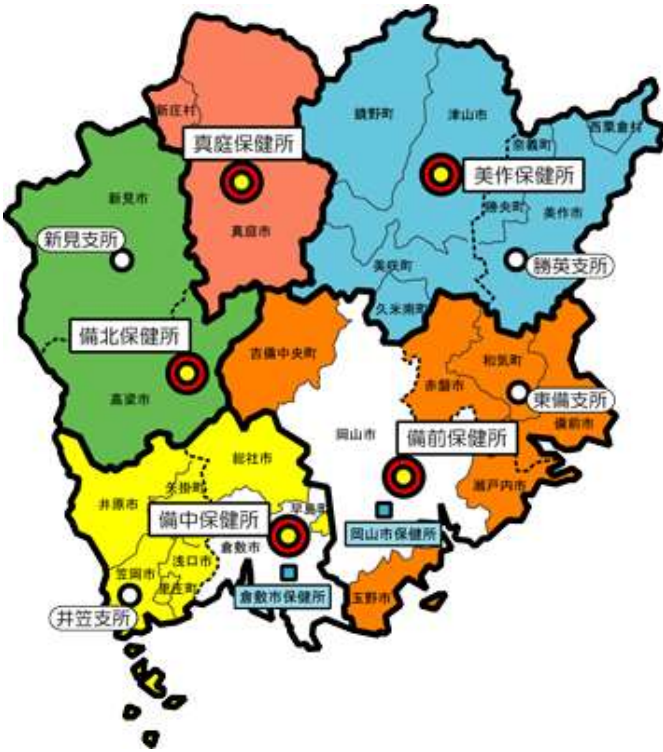 新庄村
真庭保健所
真庭市
鏡野町
津山市
奈義町
西粟倉村
美作保健所
勝央町
美作市
勝英支所
美咲町
久米南町
新見市
新見支所
備北保健所
高梁市
吉備中央町
赤磐市
和気町
東備支所
備前市
岡山市
備前保健所
瀬戸内市
岡山市保健所
玉野市
総社市
矢掛町
井原市
早島町
備中保健所
倉敷市
浅口市
笠岡市
里庄町
倉敷市保健所
井笠支所